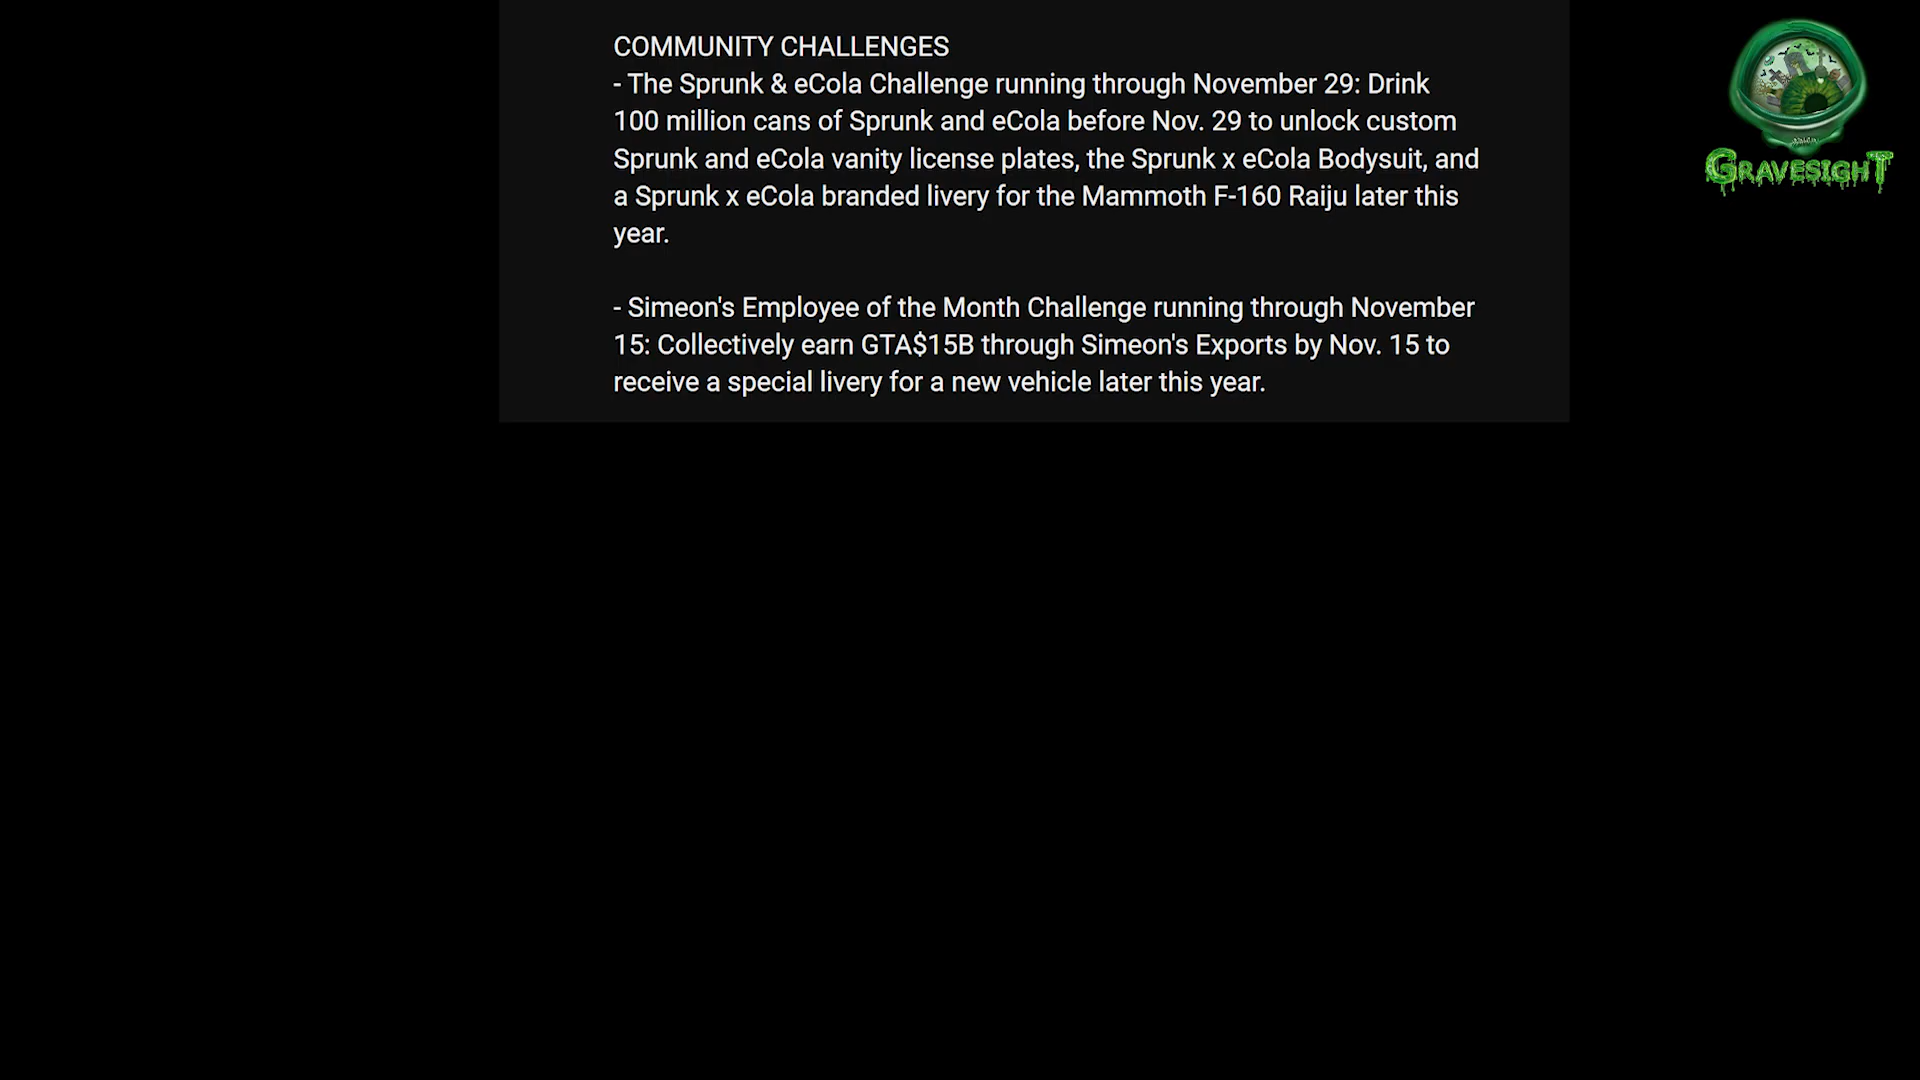 COMMUNITY CHALLENGES
- The Sprunk & eCola Challenge running through November 29: Drink
100 million cans of Sprunk and eCola before Nov. 29 to unlock custom
Sprunk and eCola vanity license plates, the Sprunk x eCola Bodysuit, and
a Sprunk x eCola branded livery for the Mammoth F-160 Raiju later this
year.
- Simeon's Employee of the Month Challenge running through November
15: Collectively earn GTA$15B through Simeon's Exports by Nov. 15 to
receive a special livery for a new vehicle later this year.
GRAVESIGHT